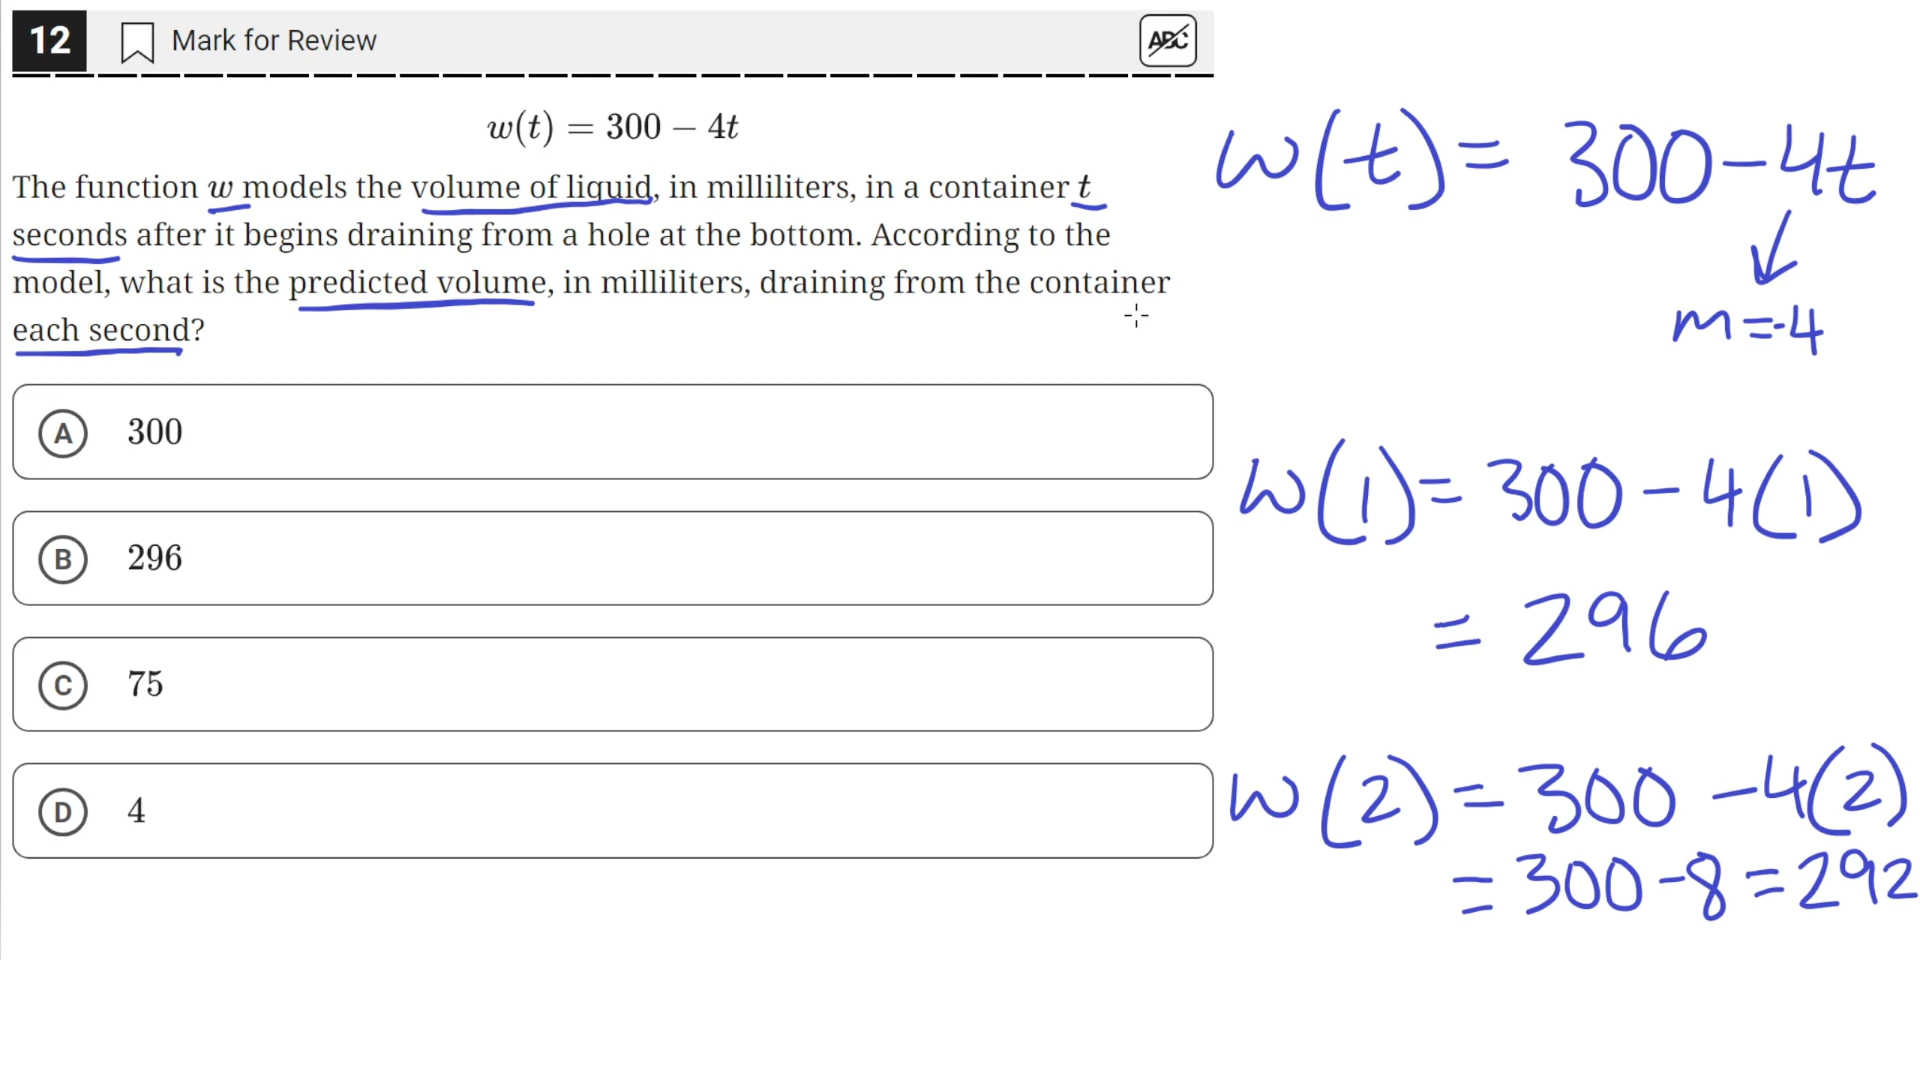 12 Mark for Review ABC
w(t) = 300 – 4t
The function w models the volume of liquid, in milliliters, in a container t
seconds after it begins draining from a hole at the bottom. According to the
model, what is the predicted volume, in milliliters, draining from the container
each second?
A 300
B 296
C 75
D 4
w(t) = 300 - 4t
m = -4
w(1) = 300 - 4(1)
= 296
w(2) = 300 - 4(2)
= 300 - 8 = 292